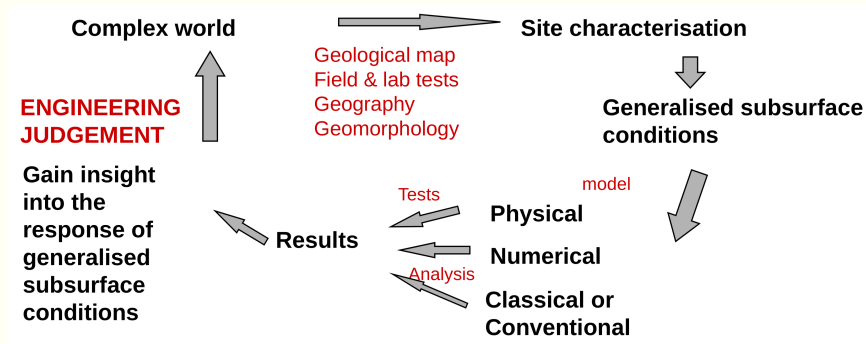 Complex world
Site characterisation
Geological map
Field & lab tests
Geography
Geomorphology
Generalised subsurface
conditions
ENGINEERING
JUDGEMENT
Gain insight
into the
response of
generalised
subsurface
conditions
model
Tests
Physical
Results
Numerical
Analysis
Classical or
Conventional